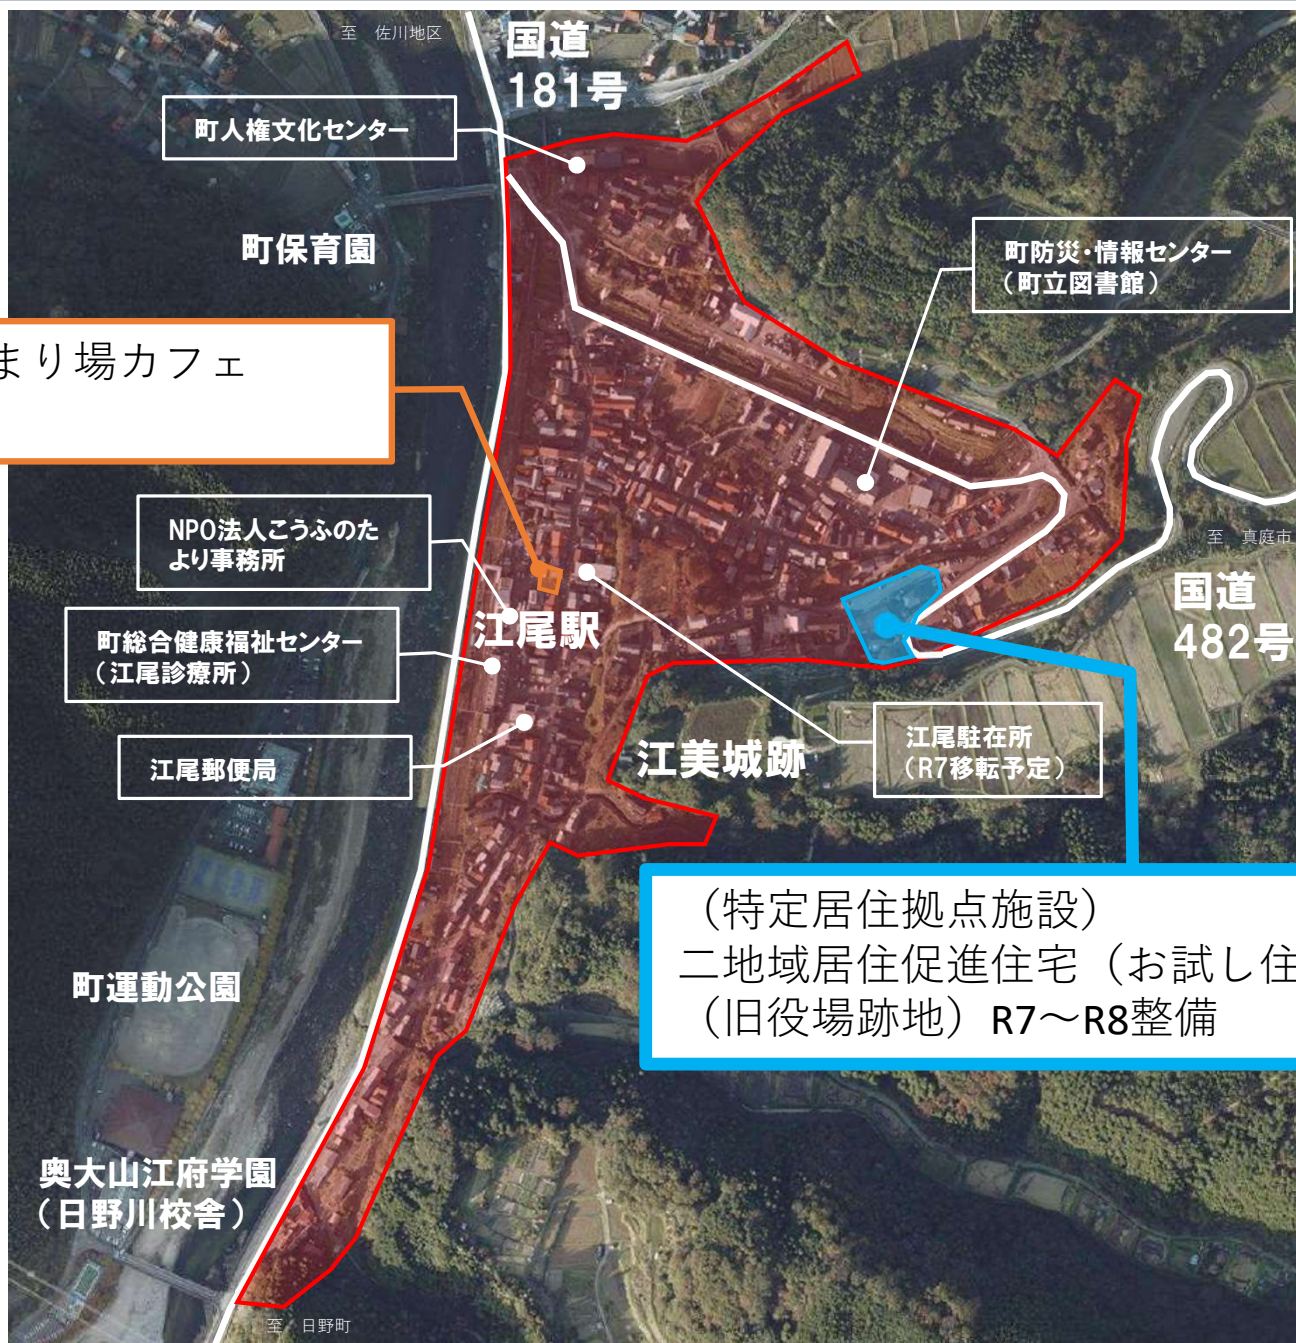 至 佐川地区
国道
181号
町人権文化センター
町保育園
町防災・情報センター
（町立図書館）
まり場カフェ
NPO法人こうふのた
より事務所
至 真庭市
国道
482号
江尾駅
町総合健康福祉センター
（江尾診療所）
江尾郵便局
江美城跡
江尾駐在所
（R7移転予定）
（特定居住拠点施設）
二地域居住促進住宅（お試し住
（旧役場跡地）R7～R8整備
町運動公園
奥大山江府学園
（日野川校舎）
至 日野町